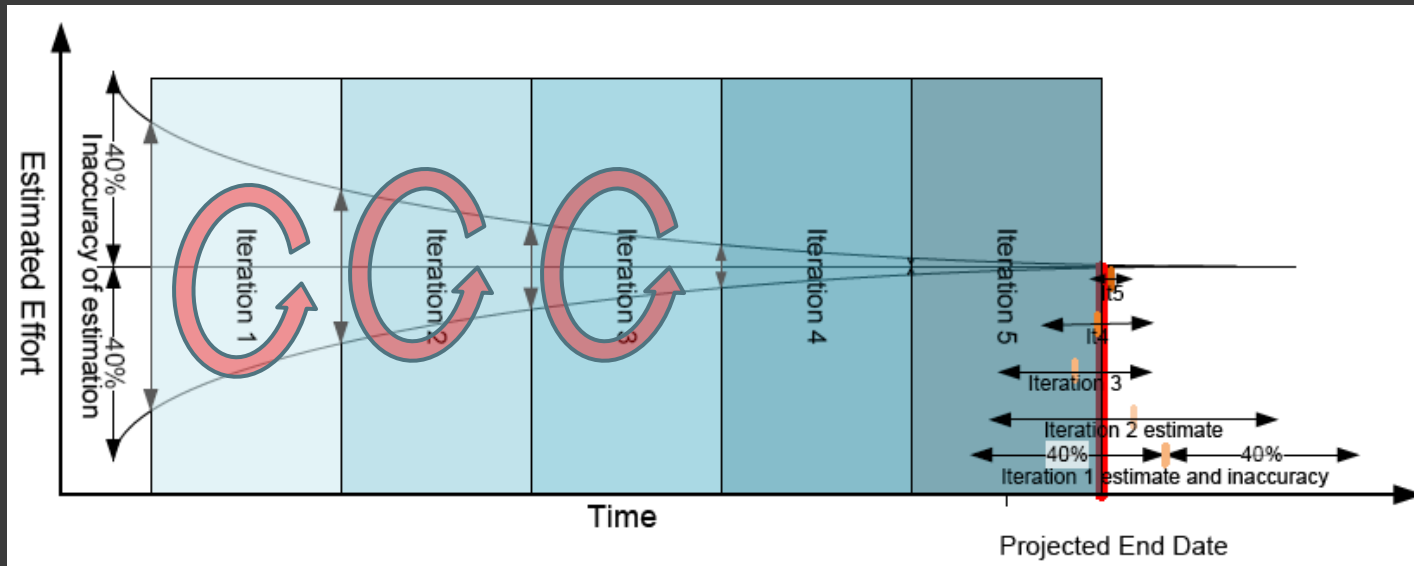 Estimated Effort
40%
40%
Inaccuracy of estimation
Iteration 1
Iteration 2
Iteration 3
Iteration 4
Iteration 5
It5
It4
Iteration 3
Iteration 2 estimate
40%
40%
Iteration 1 estimate and inaccuracy
Time
Projected End Date